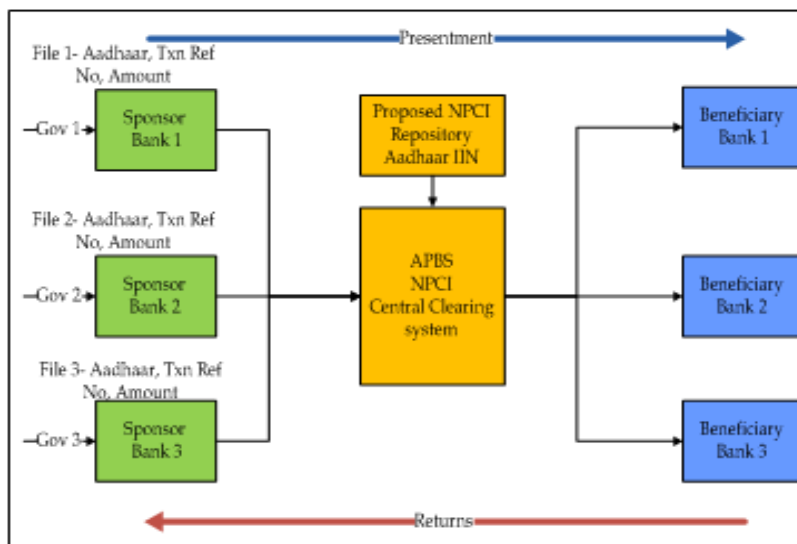 Presentment
File 1- Aadhaar, Txn Ref
No, Amount
Gov 1
Sponsor
Bank 1
Proposed NPCI
Repository
Aadhaar IIN
Beneficiary
Bank 1
File 2- Aadhaar, Txn Ref
No, Amount
Gov 2
Sponsor
Bank 2
APBS
NPCI
Central Clearing
system
Beneficiary
Bank 2
File 3- Aadhaar, Txn Ref
No, Amount
Gov 3
Sponsor
Bank 3
Beneficiary
Bank 3
Returns